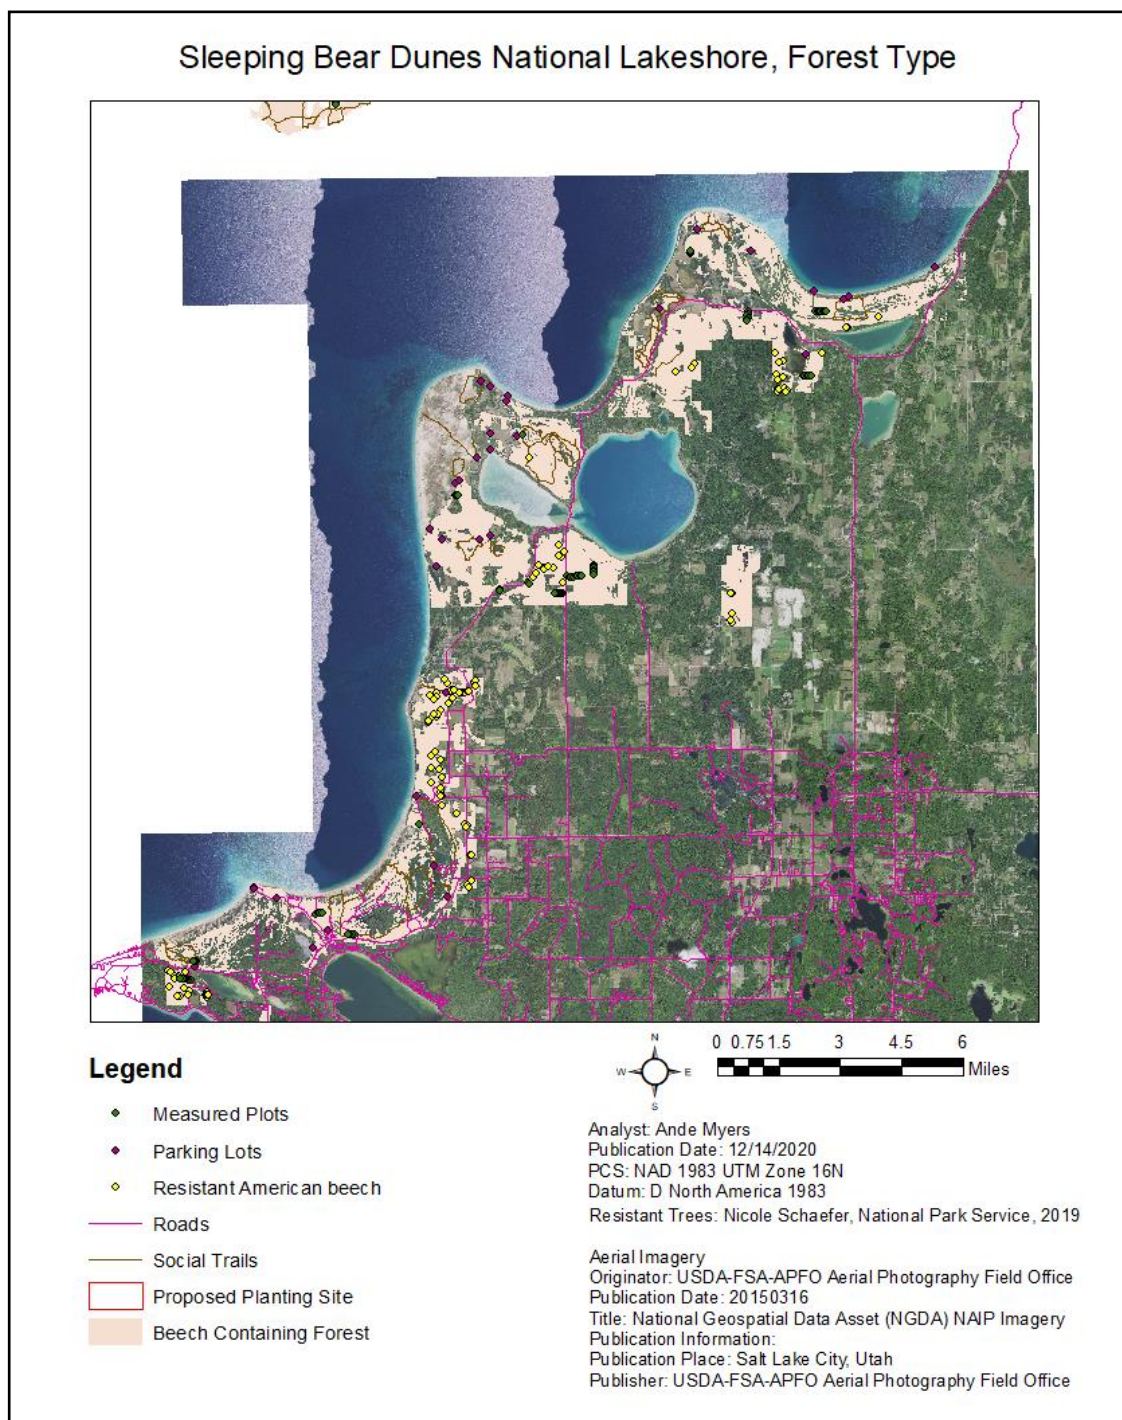 Sleeping Bear Dunes National Lakeshore, Forest Type
Legend
Measured Plots
Parking Lots
Resistant American beech
Roads
Social Trails
Proposed Planting Site
Beech Containing Forest
N
W E
S
0 0.75 1.5 3 4.5 6
Miles
Analyst: Ande Myers
Publication Date: 12/14/2020
PCS: NAD 1983 UTM Zone 16N
Datum: D North America 1983
Resistant Trees: Nicole Schaefer, National Park Service, 2019
Aerial Imagery
Originator: USDA-FSA-APFO Aerial Photography Field Office
Publication Date: 20150316
Title: National Geospatial Data Asset (NGDA) NAIP Imagery
Publication Information:
Publication Place: Salt Lake City, Utah
Publisher: USDA-FSA-APFO Aerial Photography Field Office